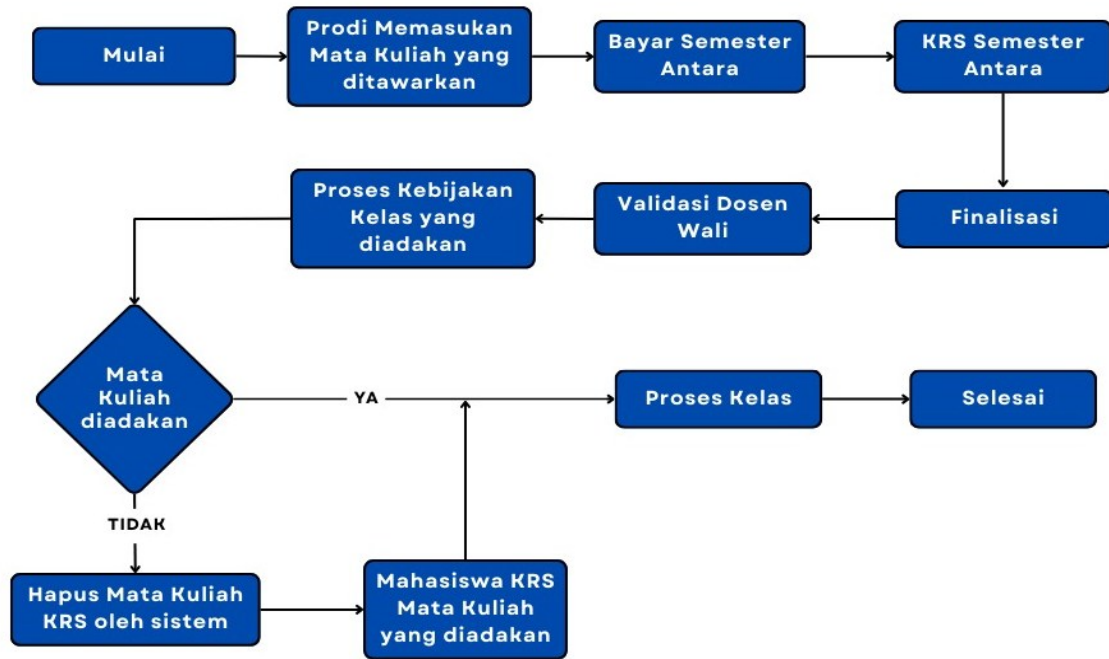 Mulai
Prodi Memasukan
Mata Kuliah yang
ditawarkan
Bayar Semester
Antara
KRS Semester
Antara
Proses Kebijakan
Kelas yang
diadakan
Validasi Dosen
Wali
Finalisasi
Mata
Kuliah
diadakan
YA
Proses Kelas
Selesai
TIDAK
Hapus Mata Kuliah
KRS oleh sistem
Mahasiswa KRS
Mata Kuliah
yang diadakan